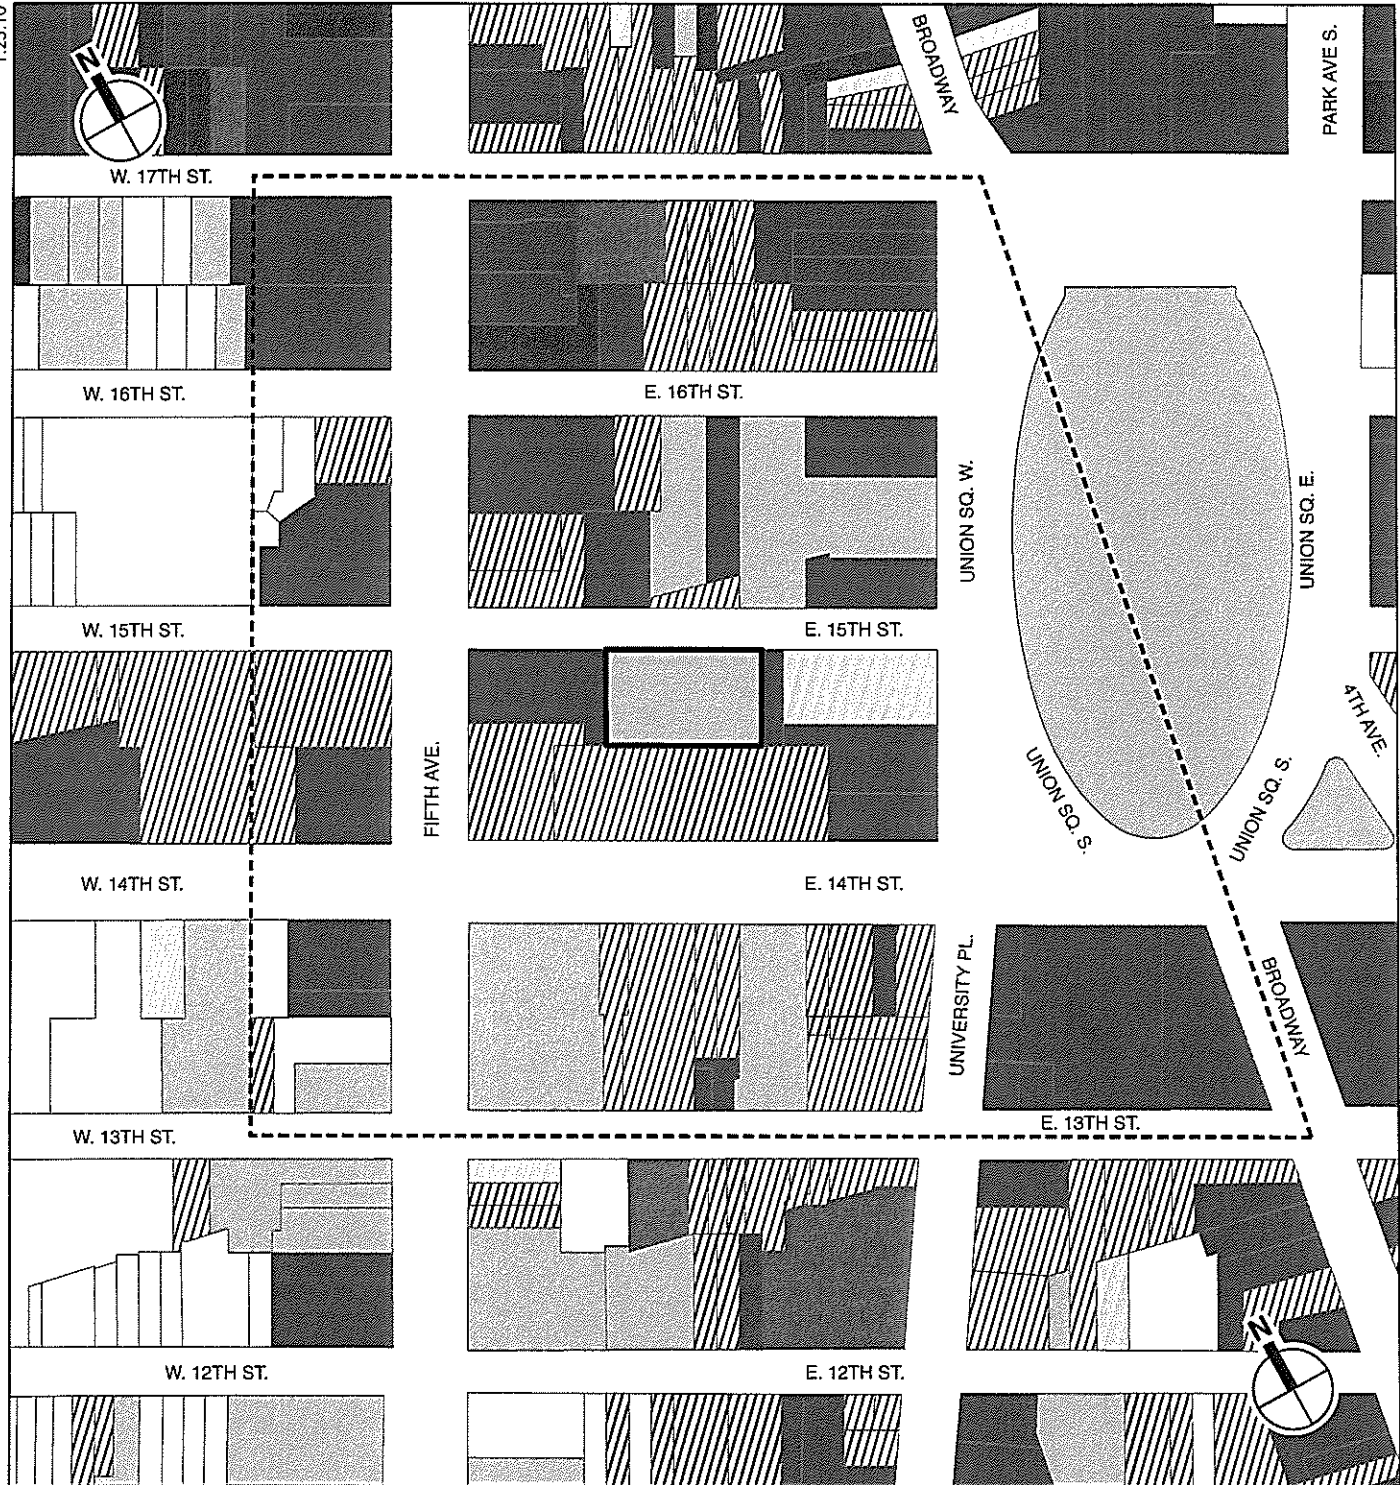 N
BROADWAY
PARK AVE S.
W. 17TH ST.
W. 16TH ST.
E. 16TH ST.
UNION SQ. W.
UNION SQ. E.
W. 15TH ST.
E. 15TH ST.
4TH AVE.
FIFTH AVE.
UNION SQ. S.
UNION SQ. S.
W. 14TH ST.
E. 14TH ST.
UNIVERSITY PL.
BROADWAY
W. 13TH ST.
E. 13TH ST.
N
W. 12TH ST.
E. 12TH ST.